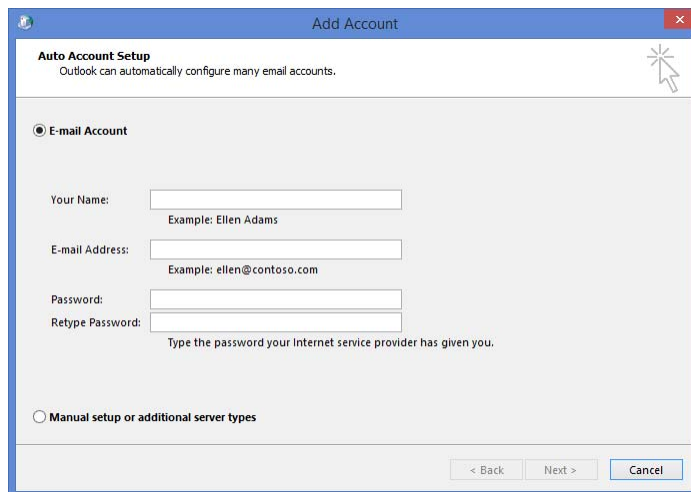 Add Account
Auto Account Setup
Outlook can automatically configure many email accounts.
E-mail Account
Your Name:
Example: Ellen Adams
E-mail Address:
Example: ellen@contoso.com
Password:
Retype Password:
Type the password your Internet service provider has given you.
Manual setup or additional server types
< Back Next > Cancel